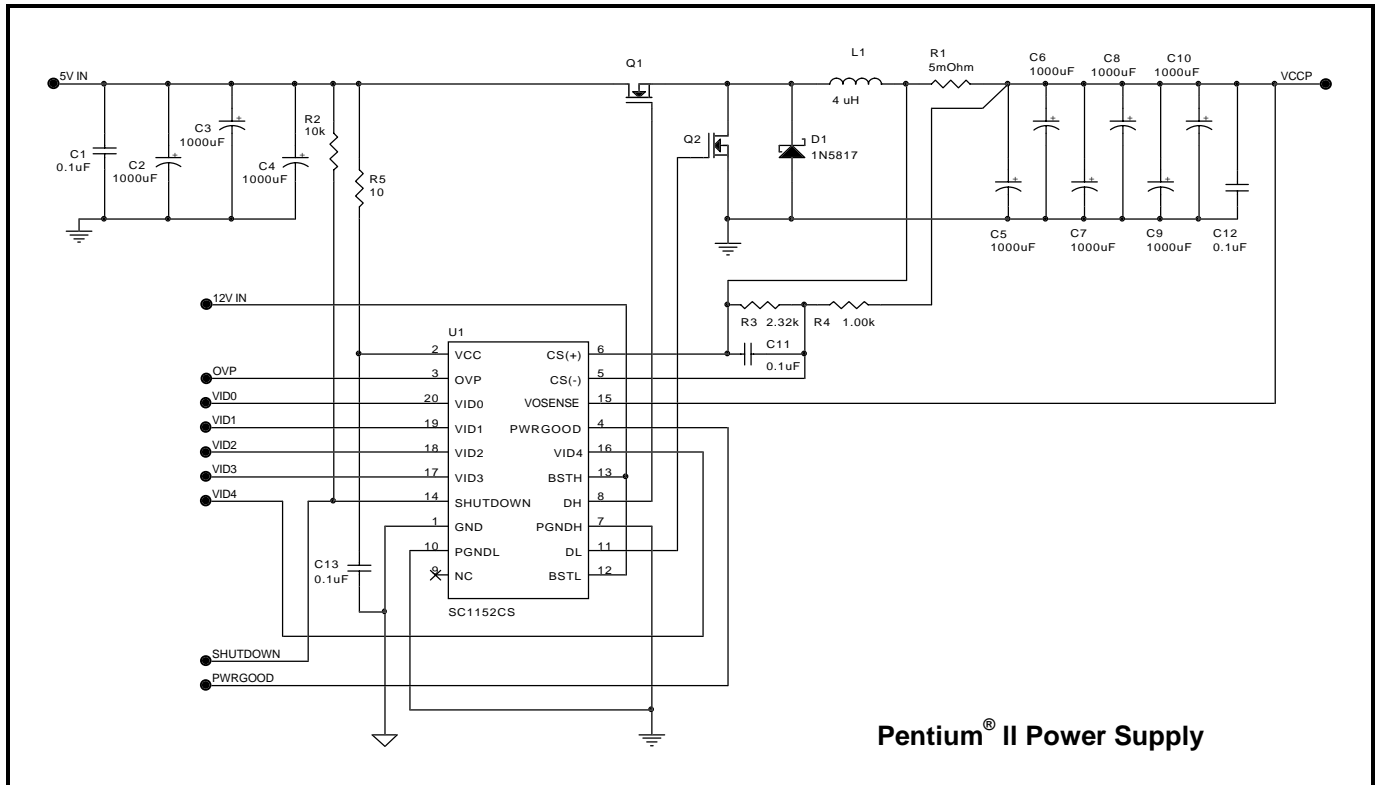 Q1
L1
R1
5mOhm
C6
1000uF
C8
1000uF
C10
1000uF
5V IN
VCCP
4 uH
R2
10k
C3
1000uF
C1
0.1uF
C2
1000uF
C4
1000uF
R5
10
Q2
D1
1N5817
C5
1000uF
C7
1000uF
C9
1000uF
C12
0.1uF
12V IN
R3 2.32k
R4 1.00k
C11
0.1uF
U1
2 VCC CS(+) 6
OVP 3 OVP CS(-) 5
VID0 20 VID0 VOSENSE 15
VID1 19 VID1 PWRGOOD 4
VID2 18 VID2 VID4 16
VID3 17 VID3 BSTH 13
VID4 14 SHUTDOWN DH 8
1 GND PGNDH 7
10 PGNDL DL 11
9 NC BSTL 12
C13
0.1uF
SC1152CS
SHUTDOWN
PWRGOOD
Pentium® II Power Supply